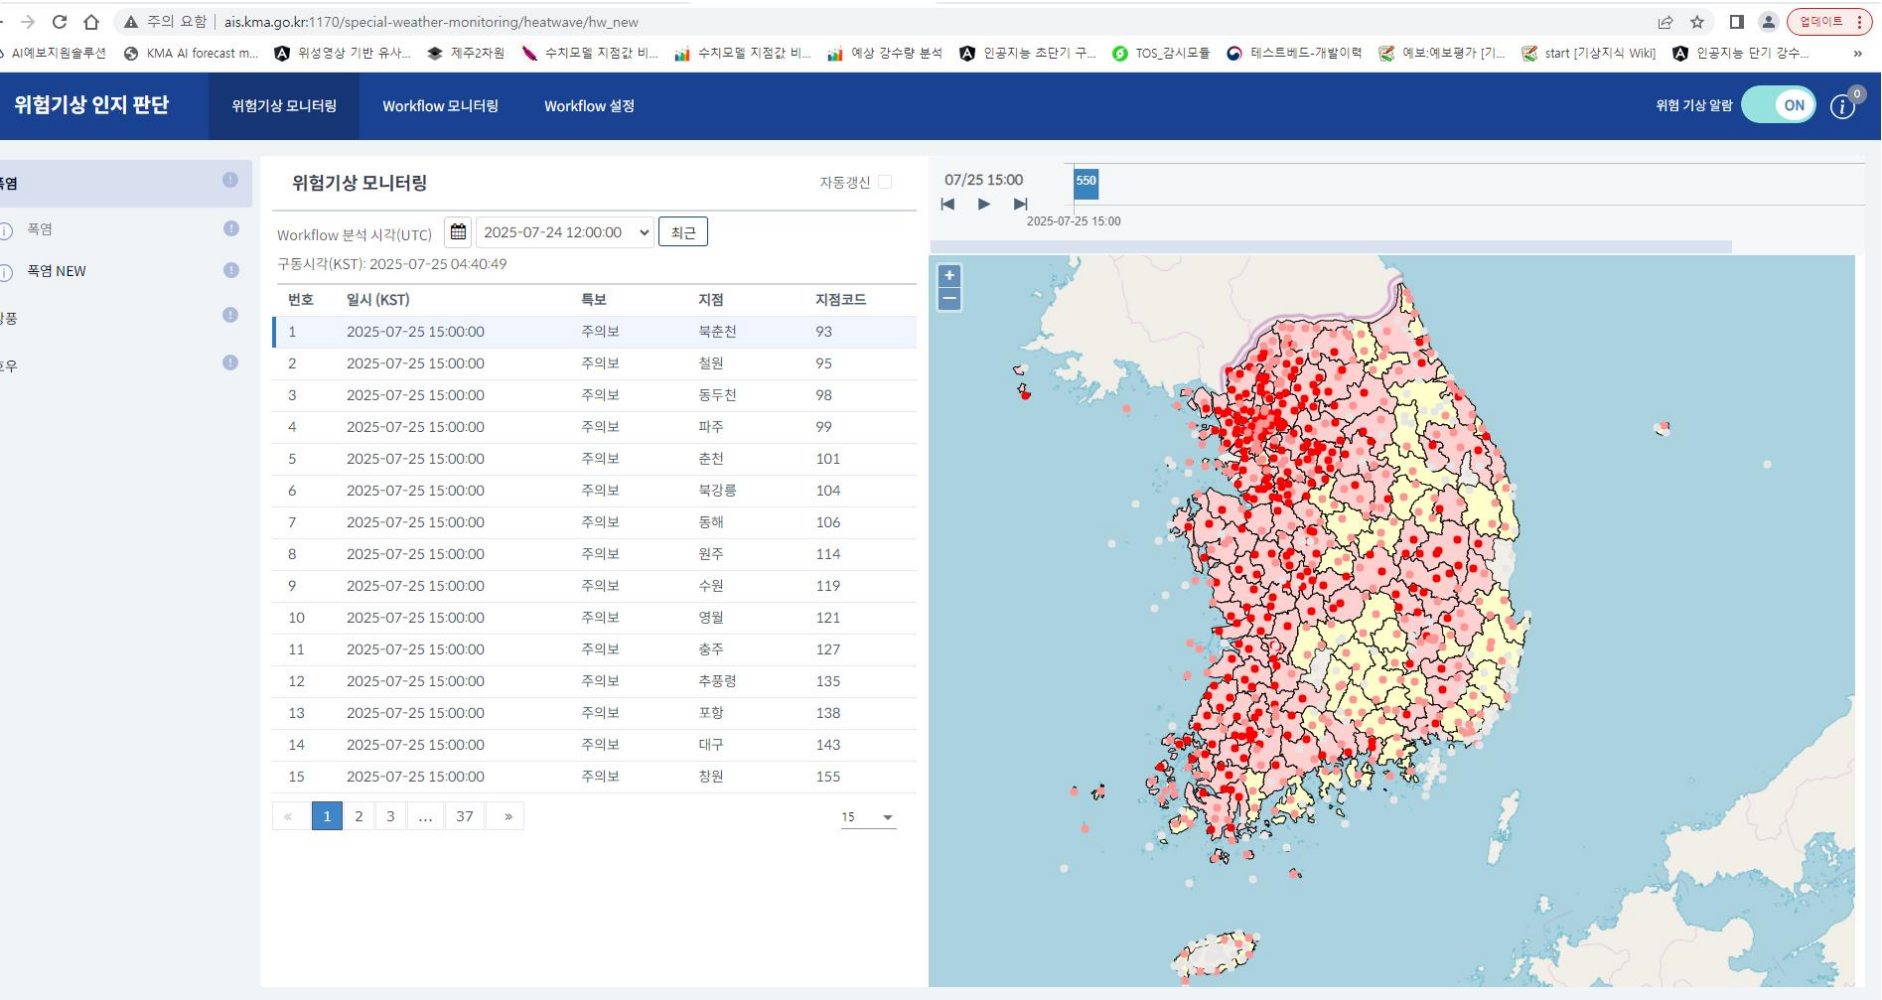 주의 요함 | ais.kma.go.kr:1170/special-weather-monitoring/heatwave/hw_new 업데이트
AI예보지원솔루션 KMA AI forecast m... 위성영상 기반 유사... 제주2자원 수치모델 지점값 비... 수치모델 지점값 비... 예상 강수량 분석 인공지능 초단기 구... TOS_감시모듈 테스트베드-개발이력 예보:예보평가 [기... start [기상지식 Wiki] 인공지능 단기 강수... »
위험기상 인지 판단 위험기상 모니터링 Workflow 모니터링 Workflow 설정 위험 기상 알람 ON 0
폭염
폭염
폭염 NEW
위험기상 모니터링 자동갱신
Workflow 분석 시각(UTC) 2025-07-24 12:00:00 최근
구동시각(KST): 2025-07-25 04:40:49
번호 일시 (KST) 특보 지점 지점코드
1 2025-07-25 15:00:00 주의보 북춘천 93
2 2025-07-25 15:00:00 주의보 철원 95
3 2025-07-25 15:00:00 주의보 동두천 98
4 2025-07-25 15:00:00 주의보 파주 99
5 2025-07-25 15:00:00 주의보 춘천 101
6 2025-07-25 15:00:00 주의보 북강릉 104
7 2025-07-25 15:00:00 주의보 동해 106
8 2025-07-25 15:00:00 주의보 원주 114
9 2025-07-25 15:00:00 주의보 수원 119
10 2025-07-25 15:00:00 주의보 영월 121
11 2025-07-25 15:00:00 주의보 충주 127
12 2025-07-25 15:00:00 주의보 추풍령 135
13 2025-07-25 15:00:00 주의보 포항 138
14 2025-07-25 15:00:00 주의보 대구 143
15 2025-07-25 15:00:00 주의보 창원 155
« 1 2 3 ... 37 » 15
07/25 15:00 550
2025-07-25 15:00
+
−